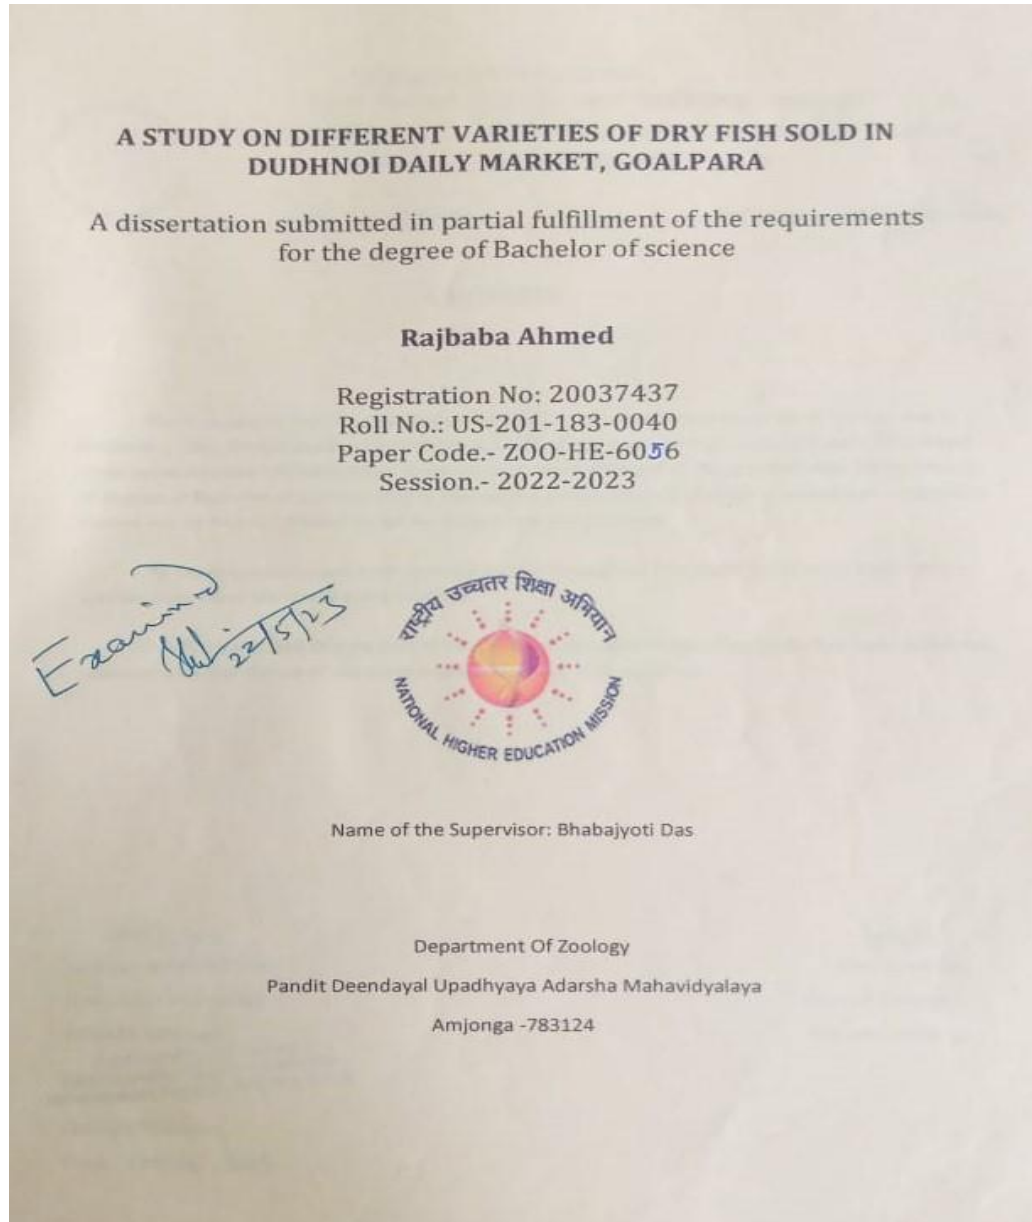 A STUDY ON DIFFERENT VARIETIES OF DRY FISH SOLD IN
DUDHNOI DAILY MARKET, GOALPARA
A dissertation submitted in partial fulfillment of the requirements
for the degree of Bachelor of science
Rajbaba Ahmed
Registration No: 20037437
Roll No.: US-201-183-0040
Paper Code.- ZOO-HE-6056
Session.- 2022-2023
22/5/23
राष्ट्रीय उच्चतर शिक्षा अभियान
NATIONAL HIGHER EDUCATION MISSION
Name of the Supervisor: Bhabajyoti Das
Department Of Zoology
Pandit Deendayal Upadhyaya Adarsha Mahavidyalaya
Amjonga -783124